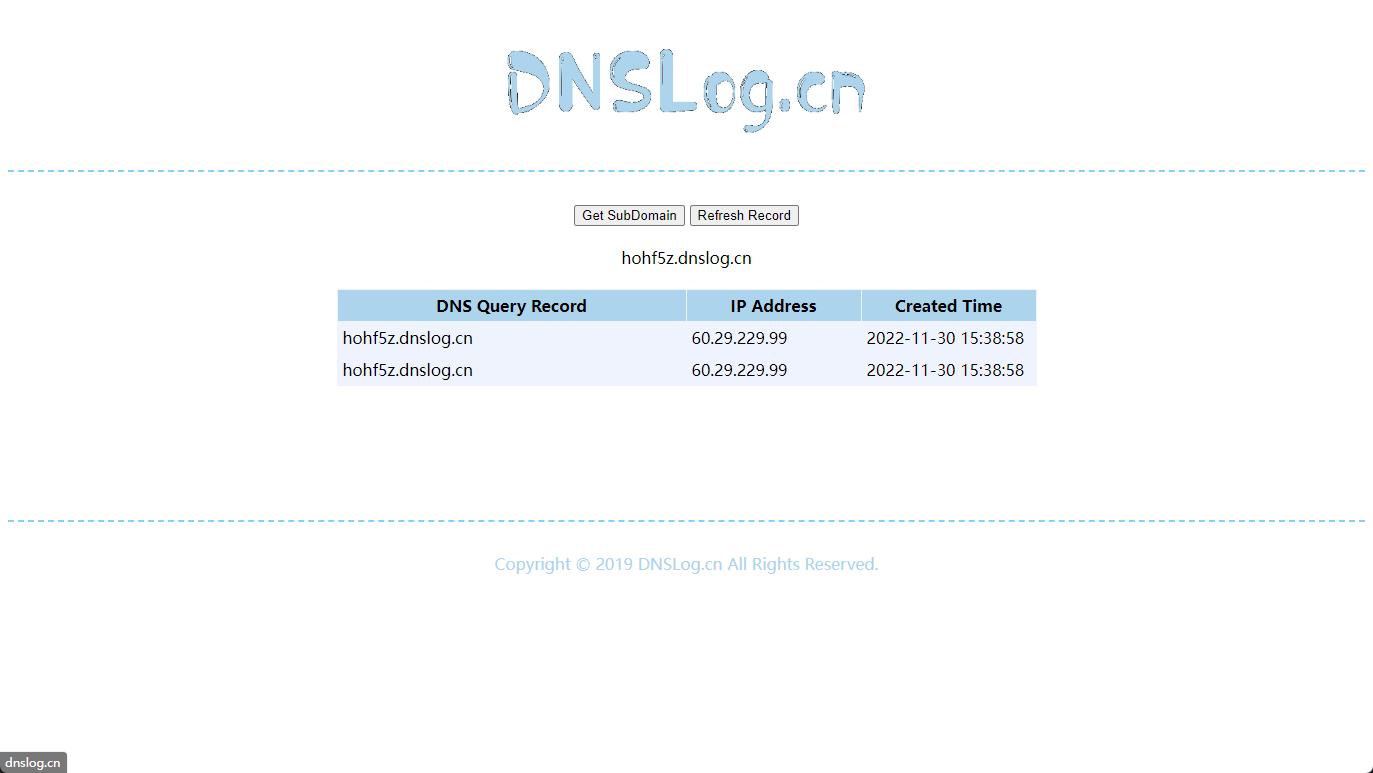 DNSLog.cn
Get SubDomain Refresh Record
hohf5z.dnslog.cn
DNS Query Record IP Address Created Time
hohf5z.dnslog.cn 60.29.229.99 2022-11-30 15:38:58
hohf5z.dnslog.cn 60.29.229.99 2022-11-30 15:38:58
Copyright © 2019 DNSLog.cn All Rights Reserved.
dnslog.cn